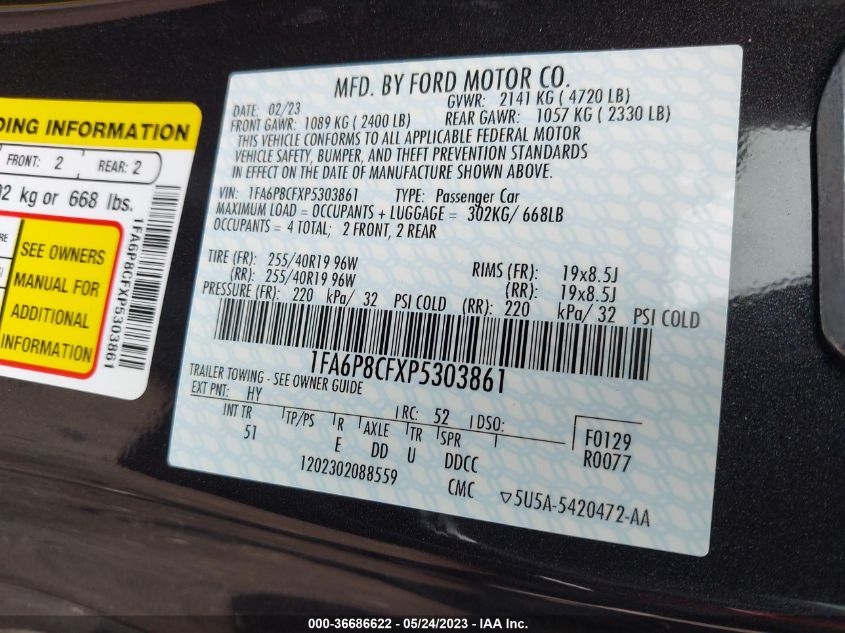 DING INFORMATION
FRONT: 2 REAR: 2
kg or 668 lbs.
SEE OWNERS
MANUAL FOR
ADDITIONAL
INFORMATION
1FA6P8CFXP5303861
MFD. BY FORD MOTOR CO.
DATE: 02/23 GVWR: 2141 KG ( 4720 LB)
FRONT GAWR: 1089 KG ( 2400 LB) REAR GAWR: 1057 KG ( 2330 LB)
THIS VEHICLE CONFORMS TO ALL APPLICABLE FEDERAL MOTOR
VEHICLE SAFETY, BUMPER, AND THEFT PREVENTION STANDARDS
IN EFFECT ON THE DATE OF MANUFACTURE SHOWN ABOVE.
VIN: 1FA6P8CFXP5303861 TYPE: Passenger Car
MAXIMUM LOAD = OCCUPANTS + LUGGAGE = 302KG/ 668LB
OCCUPANTS = 4 TOTAL; 2 FRONT, 2 REAR
TIRE (FR): 255/40R19 96W RIMS (FR): 19x8.5J
(RR): 255/40R19 96W (RR): 19x8.5J
PRESSURE (FR): 220 kPa/ 32 PSI COLD (RR): 220 kPa/ 32 PSI COLD
1FA6P8CFXP5303861
TRAILER TOWING - SEE OWNER GUIDE
EXT PNT: HY RC: 52 DSO:
INT TR TP/PS R AXLE TR SPR F0129
51 E DD U DDCC R0077
1202302088559 CMC ▽5U5A-5420472-AA
000-36686622 - 05/24/2023 - IAA Inc.